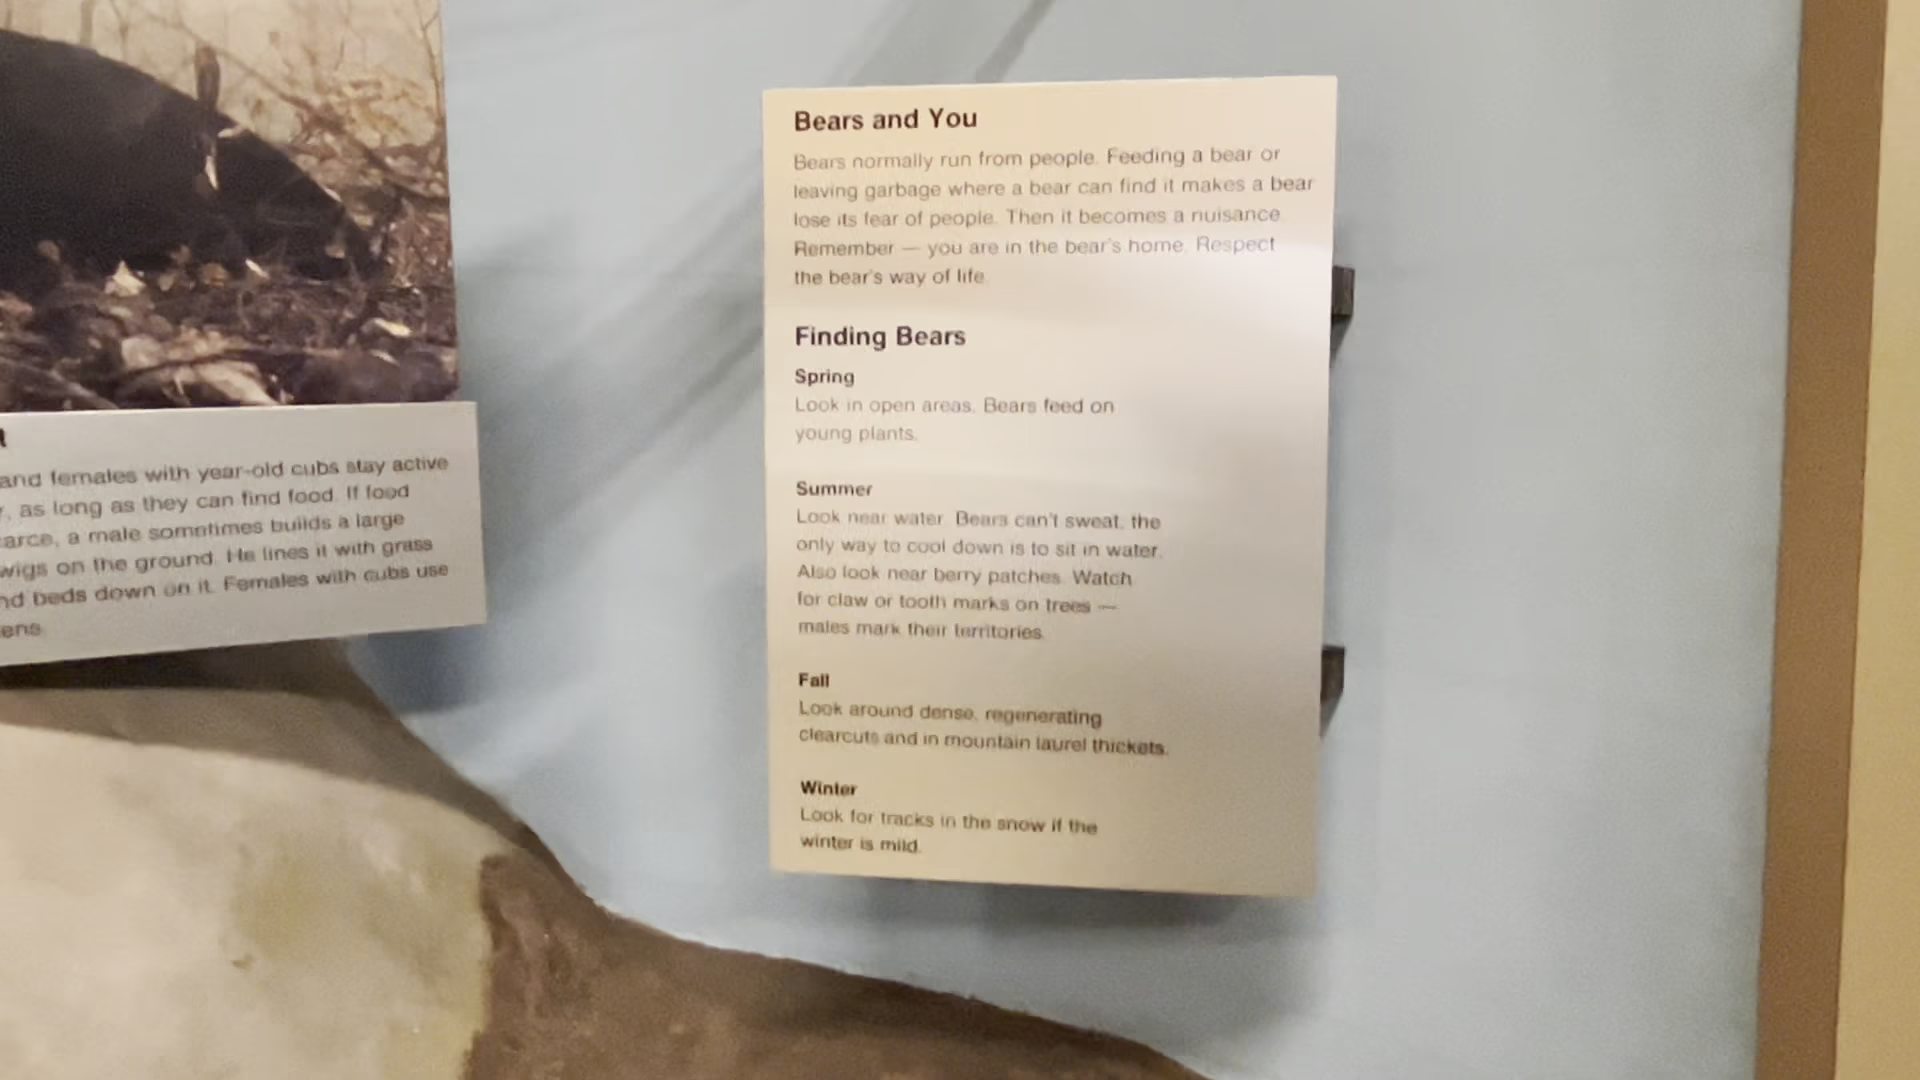 and females with year-old cubs stay active
, as long as they can find food. If food
arce, a male sometimes builds a large
wigs on the ground. He lines it with grass
nd beds down on it. Females with cubs use
ens.
Bears and You
Bears normally run from people. Feeding a bear or
leaving garbage where a bear can find it makes a bear
lose its fear of people. Then it becomes a nuisance.
Remember — you are in the bear's home. Respect
the bear's way of life.
Finding Bears
Spring
Look in open areas. Bears feed on
young plants.
Summer
Look near water. Bears can't sweat, the
only way to cool down is to sit in water.
Also look near berry patches. Watch
for claw or tooth marks on trees —
males mark their territories.
Fall
Look around dense, regenerating
clearcuts and in mountain laurel thickets.
Winter
Look for tracks in the snow if the
winter is mild.